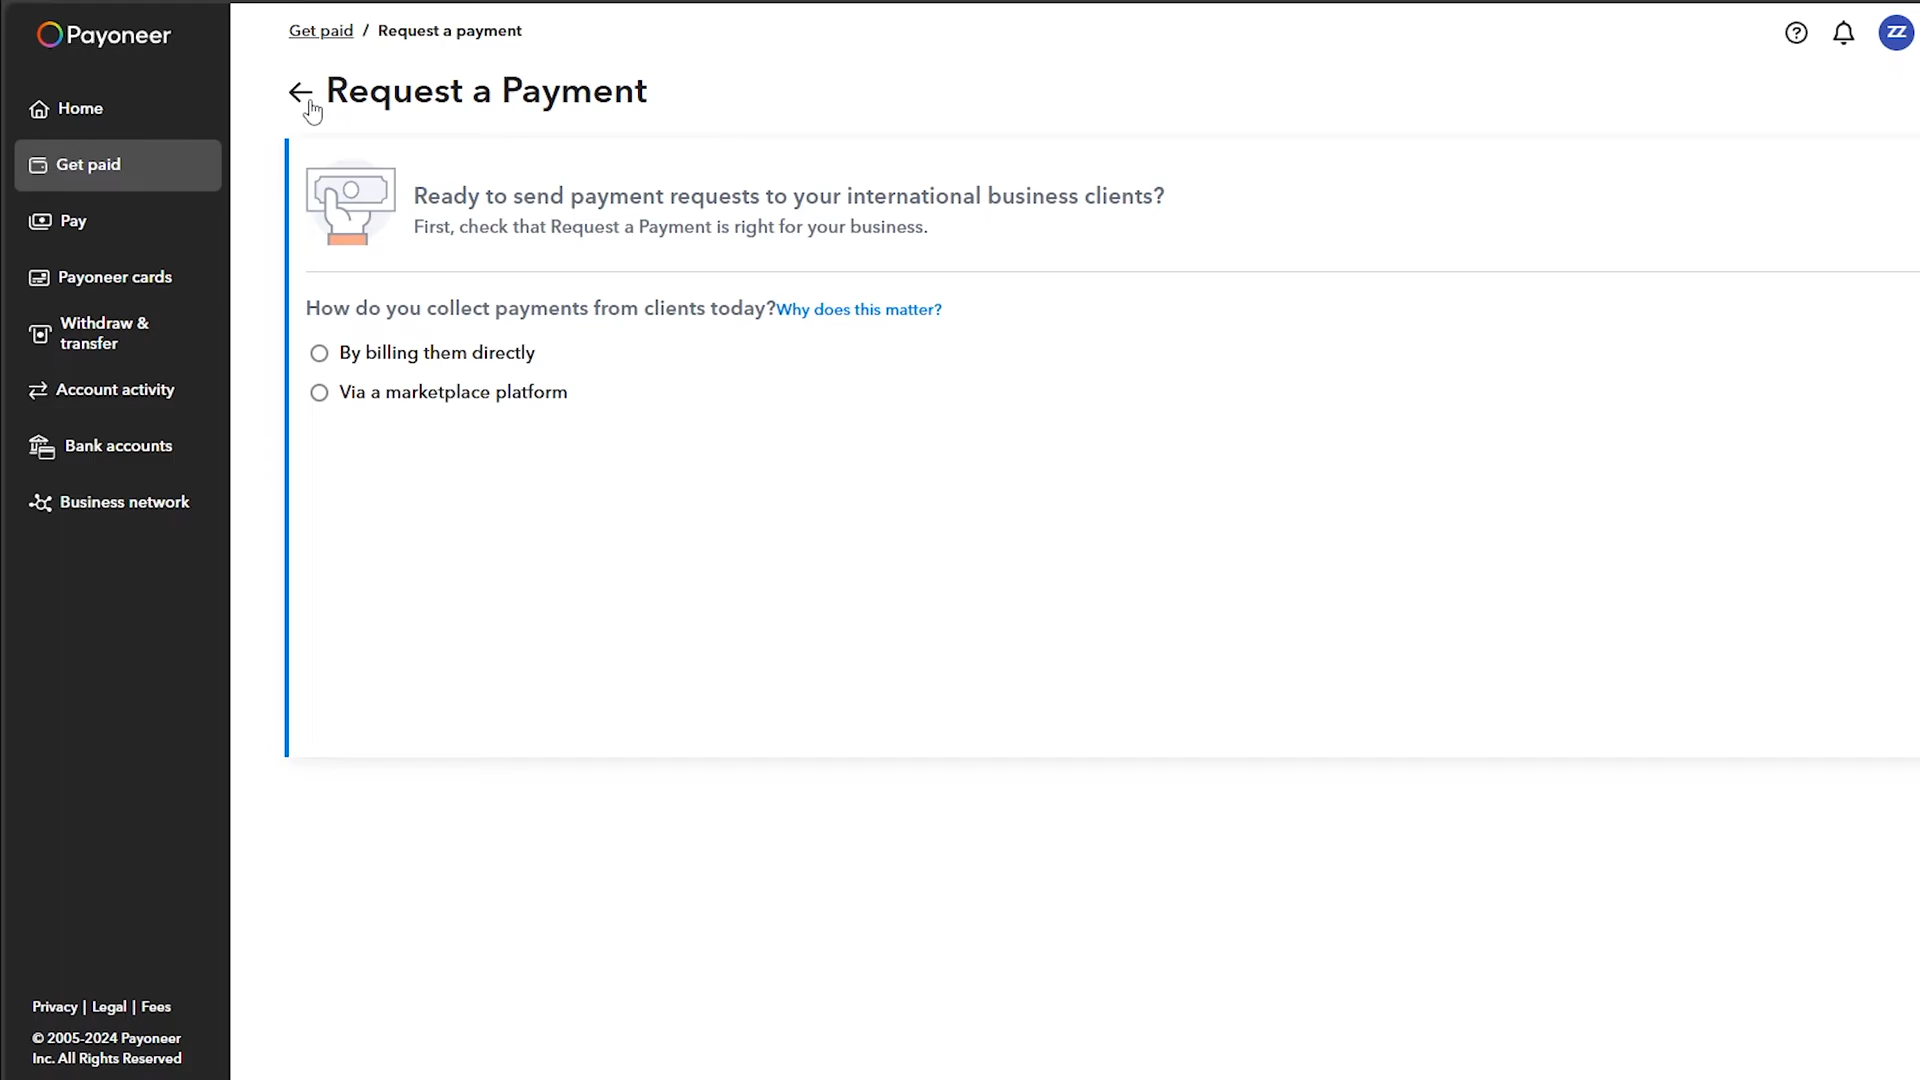 Payoneer
Home
Get paid
Pay
Payoneer cards
Withdraw &
transfer
Account activity
Bank accounts
Business network
Privacy | Legal | Fees
© 2005-2024 Payoneer
Inc. All Rights Reserved
Get paid / Request a payment
ZZ
Request a Payment
Ready to send payment requests to your international business clients?
First, check that Request a Payment is right for your business.
How do you collect payments from clients today?Why does this matter?
By billing them directly
Via a marketplace platform